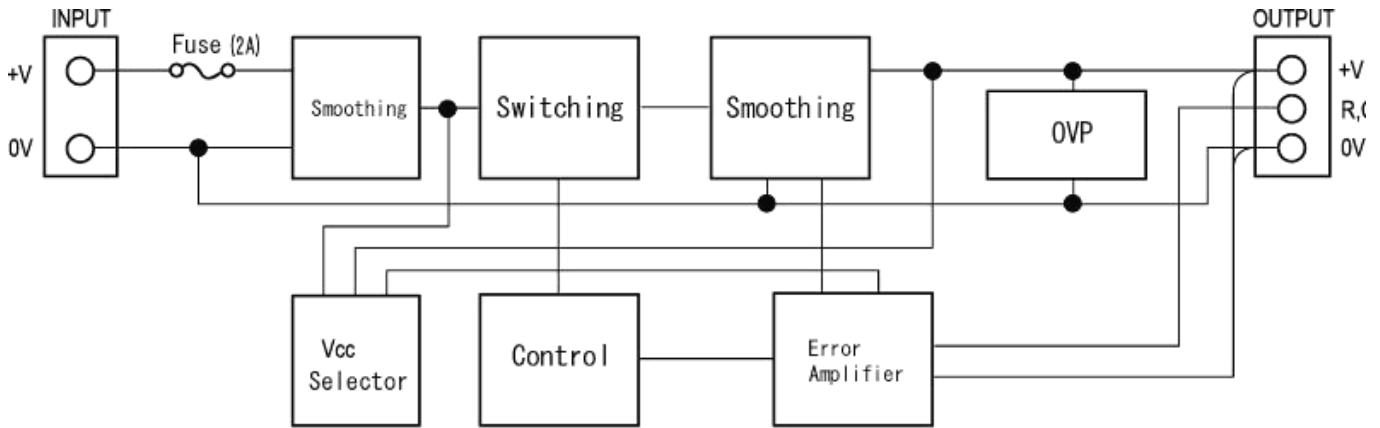 INPUT
OUTPUT
Fuse (2A)
+V
+V
Smoothing
Switching
Smoothing
OVP
0V
0V
Vcc
Selector
Control
Error
Amplifier